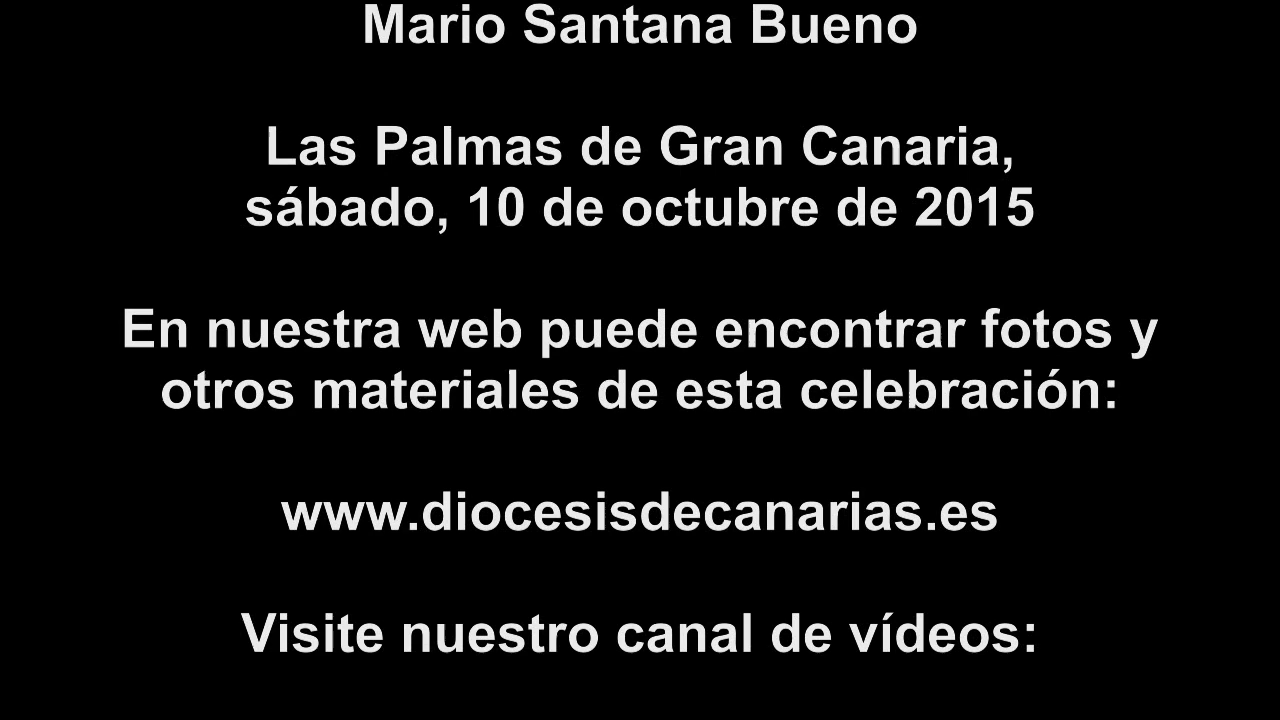 Mario Santana Bueno
Las Palmas de Gran Canaria,
sábado, 10 de octubre de 2015
En nuestra web puede encontrar fotos y
otros materiales de esta celebración:
www.diocesisdecanarias.es
Visite nuestro canal de vídeos: